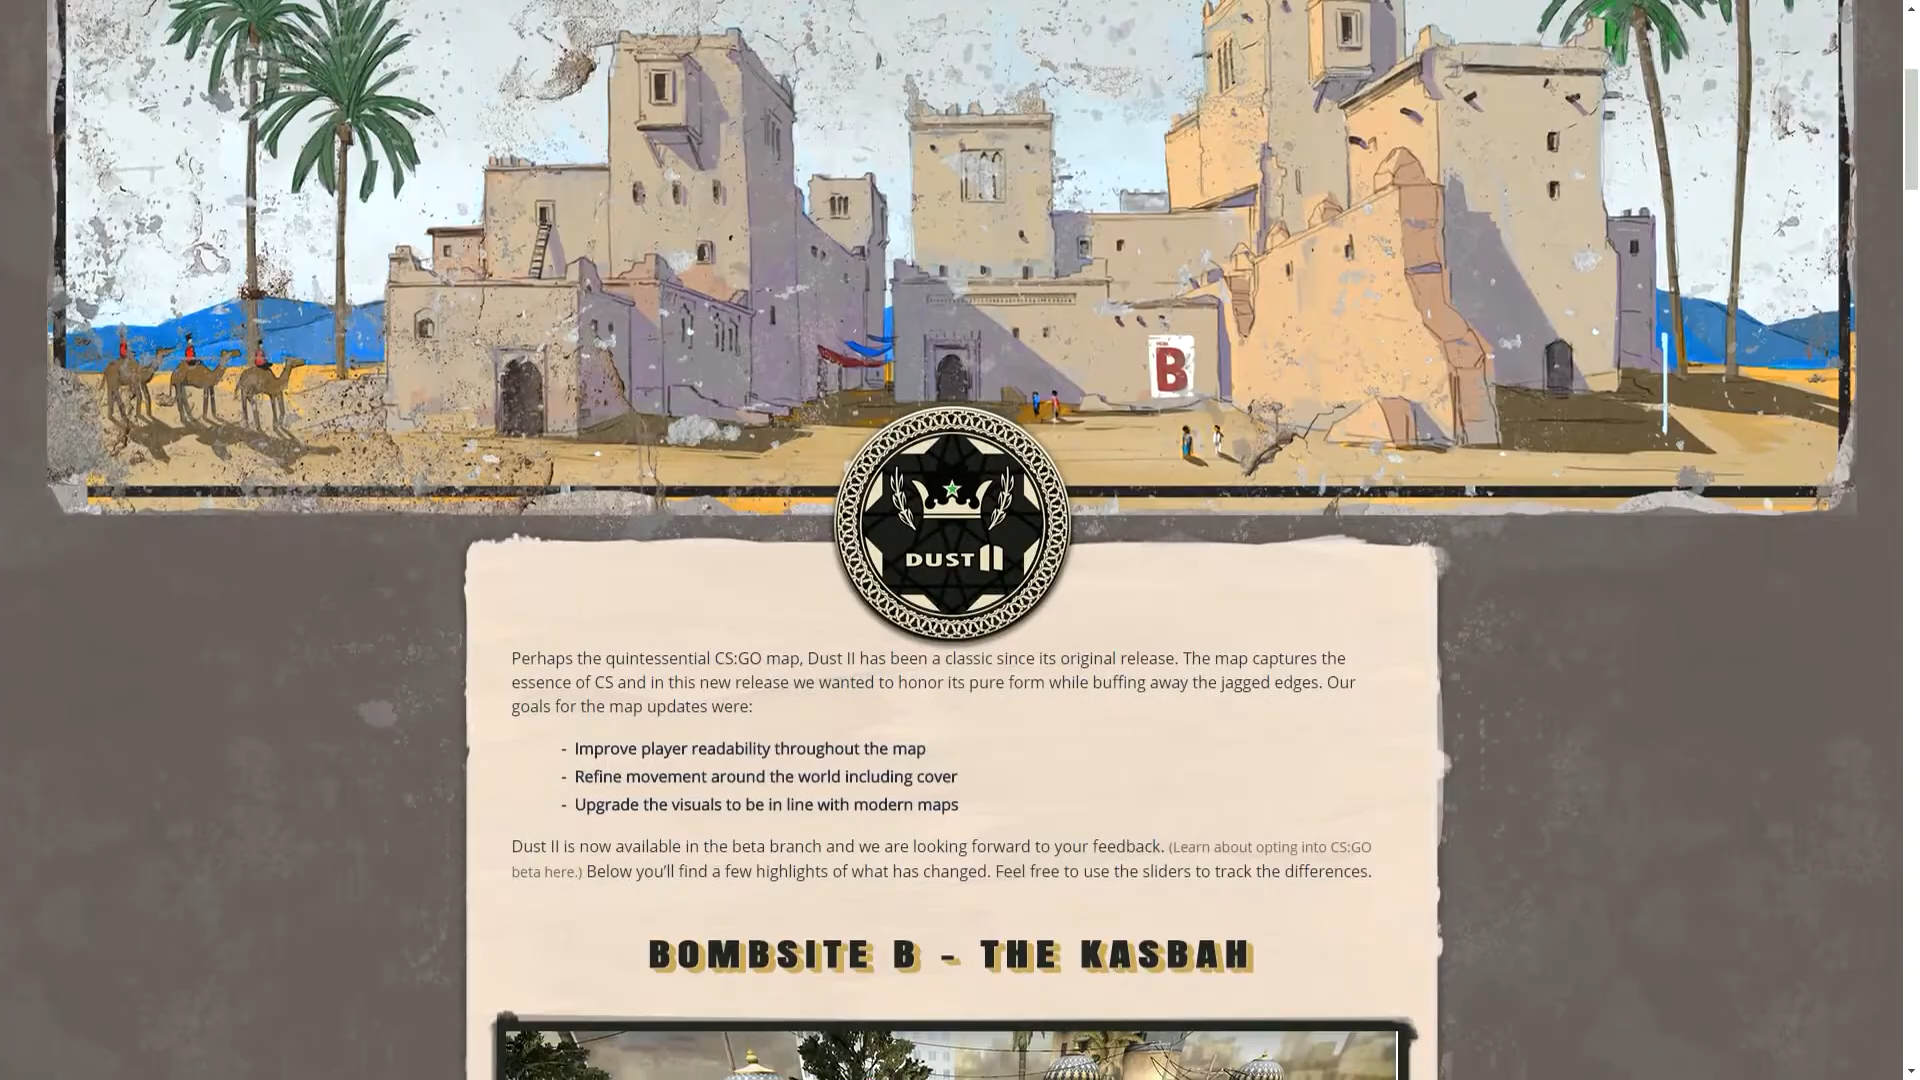 B
DUST II
Perhaps the quintessential CS:GO map, Dust II has been a classic since its original release. The map captures the
essence of CS and in this new release we wanted to honor its pure form while buffing away the jagged edges. Our
goals for the map updates were:
- Improve player readability throughout the map
- Refine movement around the world including cover
- Upgrade the visuals to be in line with modern maps
Dust II is now available in the beta branch and we are looking forward to your feedback. (Learn about opting into CS:GO
beta here.) Below you’ll find a few highlights of what has changed. Feel free to use the sliders to track the differences.
BOMBSITE B - THE KASBAH